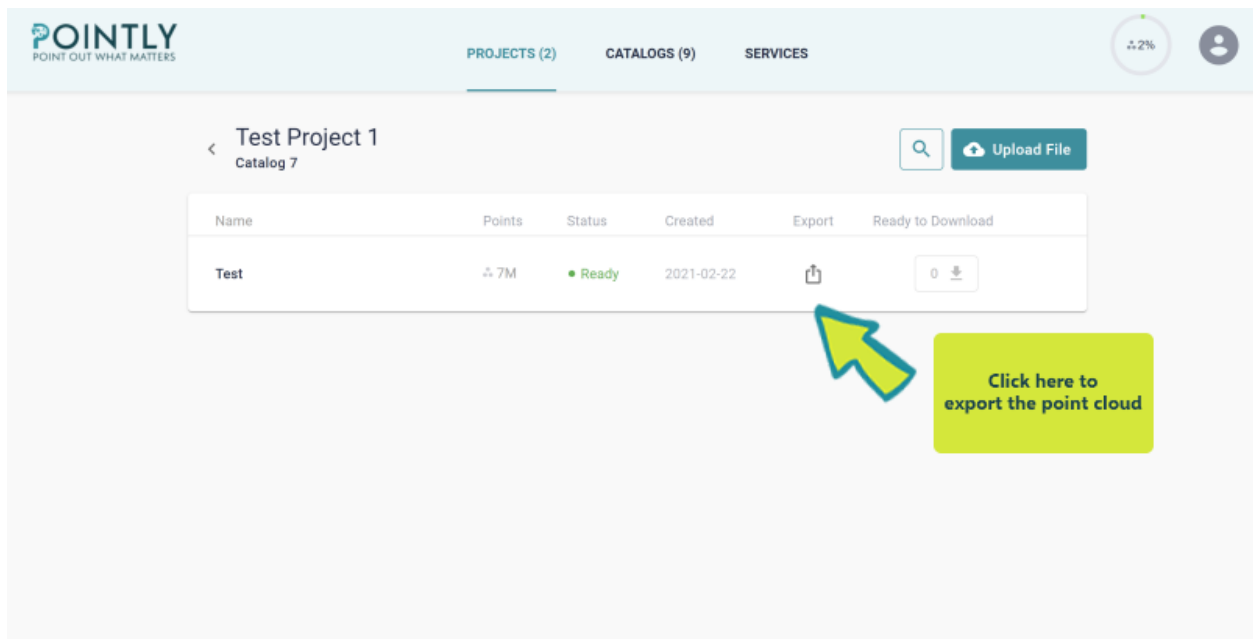 POINTLY
POINT OUT WHAT MATTERS
PROJECTS (2) CATALOGS (9) SERVICES
2%
Test Project 1
Catalog 7
Upload File
Name Points Status Created Export Ready to Download
Test 7M Ready 2021-02-22 0
Click here to
export the point cloud